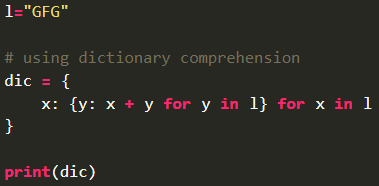 l="GFG"
# using dictionary comprehension
dic = {
    x: {y: x + y for y in l} for x in l
}
print(dic)